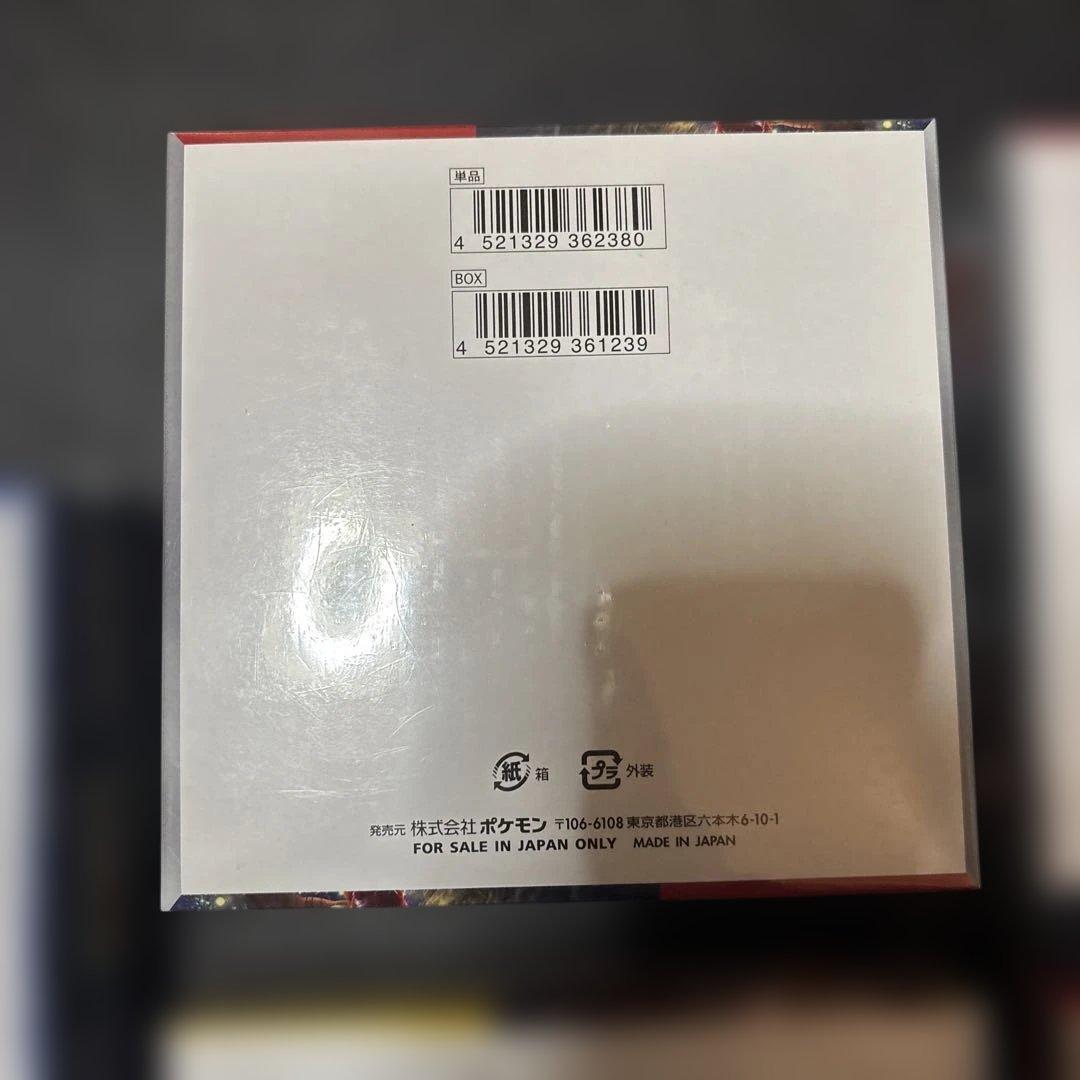 単品
4 521329 362380
BOX
4 521329 361239
紙 箱 プラ 外装
発売元 株式会社 ポケモン 〒106-6108 東京都港区六本木6-10-1
FOR SALE IN JAPAN ONLY MADE IN JAPAN